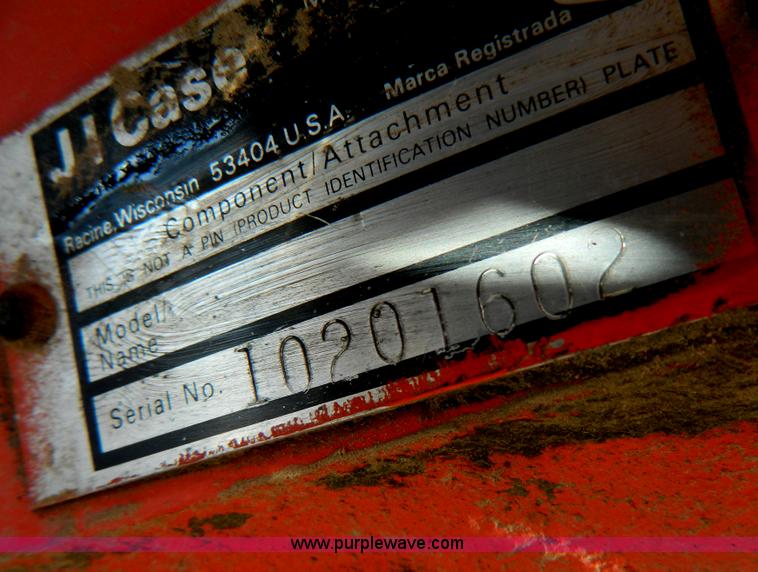 JI Case
Racine, Wisconsin 53404 U.S.A. Marca Registrada
Component/Attachment
THIS IS NOT A PIN (PRODUCT IDENTIFICATION NUMBER) PLATE
Model/
Name
Serial No. 10201602
www.purplewave.com